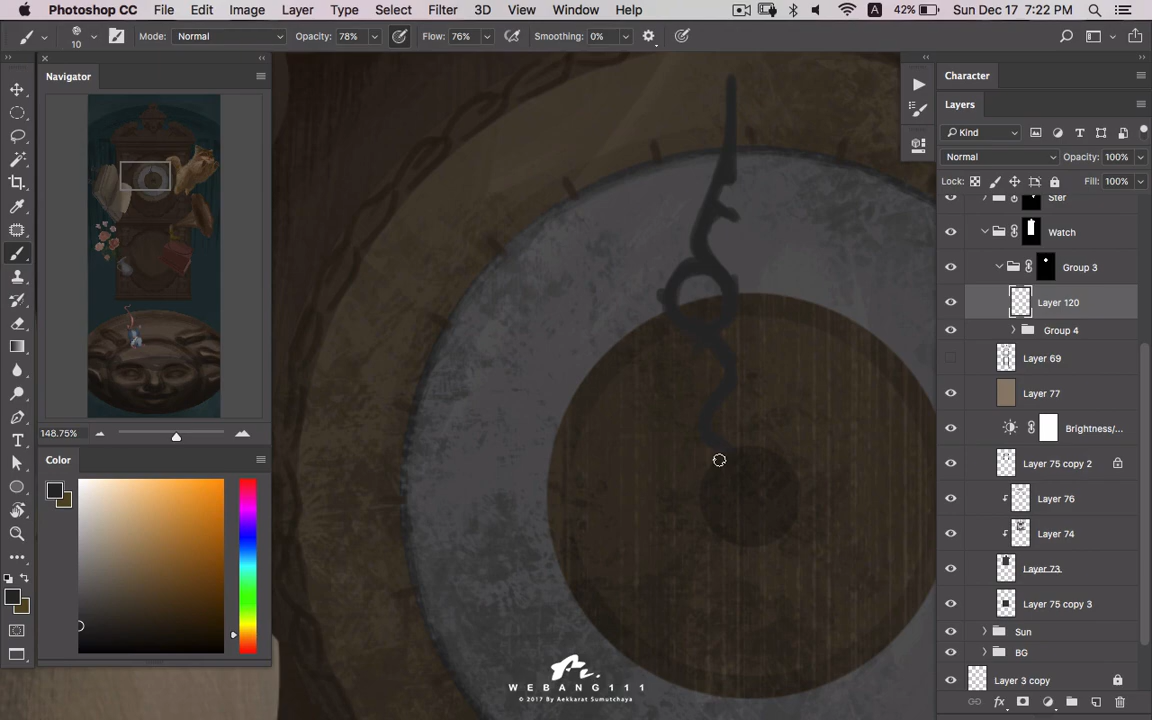 Photoshop CC File Edit Image Layer Type Select Filter 3D View Window Help A 42% Sun Dec 17 7:22 PM
10 Mode: Normal Opacity: 78% Flow: 76% Smoothing: 0%
Navigator
148.75%
Color
Character
Layers
Kind
Normal Opacity: 100%
Lock: Fill: 100%
Ster
Watch
Group 3
Layer 120
Group 4
Layer 69
Layer 77
Brightness/...
Layer 75 copy 2
Layer 76
Layer 74
Layer 73
Layer 75 copy 3
Sun
BG
Layer 3 copy
fx
WEBANG111
© 2017 By Aekkarat Sumutchaya